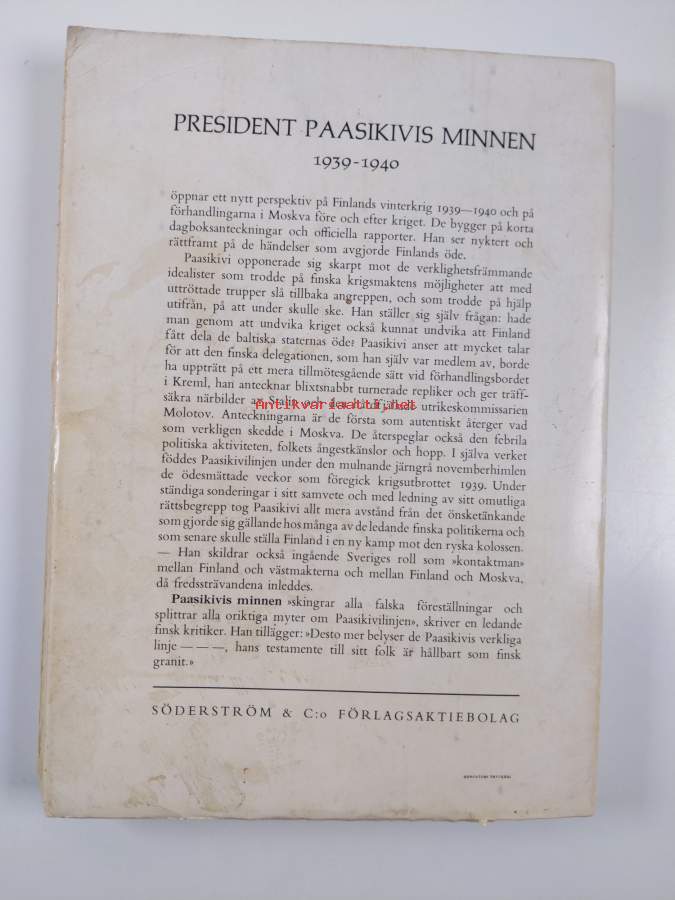 PRESIDENT PAASIKIVIS MINNEN
1939-1940
öppnar ett nytt perspektiv på Finlands vinterkrig 1939—1940 och på
förhandlingarna i Moskva före och efter kriget. De bygger på korta
dagboksanteckningar och officiella rapporter. Han ser nyktert och
rättframt på de händelser som avgjorde Finlands öde.
Paasikivi opponerade sig skarpt mot de verklighetsfrämmande
idealister som trodde på finska krigsmaktens möjligheter att med
uttröttade trupper slå tillbaka angreppen, och som trodde på hjälp
utifrån, på att under skulle ske. Han ställer sig själv frågan: hade
man genom att undvika kriget också kunnat undvika att Finland
fått dela de baltiska staternas öde? Paasikivi anser att mycket talar
för att den finska delegationen, som han själv var medlem av, borde
ha uppträtt på ett mera tillmötesgående sätt vid förhandlingsbordet
i Kreml, han antecknar blixtsnabbt turnerade repliker och ger träff-
säkra närbilder av Stalin och utrikeskommissarien
Antikvariaattifi.net
Molotov. Anteckningarna är de första som autentiskt återger vad
som verkligen skedde i Moskva. De återspeglar också den febrila
politiska aktiviteten, folkets ångestkänslor och hopp. I själva verket
föddes Paasikivilinjen under den mulnande järngrå novemberhimlen
de ödesmättade veckor som föregick krigsutbrottet 1939. Under
ständiga sonderingar i sitt samvete och med ledning av sitt omutliga
rättsbegrepp tog Paasikivi allt mera avstånd från det önsketänkande
som gjorde sig gällande hos många av de ledande finska politikerna och
som senare skulle ställa Finland i en ny kamp mot den ryska kolossen.
— Han skildrar också ingående Sveriges roll som »kontaktman»
mellan Finland och västmakterna och mellan Finland och Moskva,
då fredssträvandena inleddes.
Paasikivis minnen »skingrar alla falska föreställningar och
splittrar alla oriktiga myter om Paasikivilinjen», skriver en ledande
finsk kritiker. Han tillägger: »Desto mer belyser de Paasikivis verkliga
linje — — —, hans testamente till sitt folk är hållbart som finsk
granit.»
SÖDERSTRÖM & C:o FÖRLAGSAKTIEBOLAG